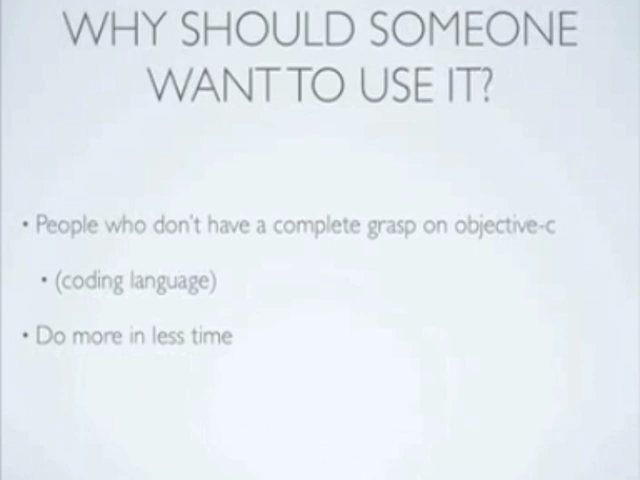 WHY SHOULD SOMEONE
WANT TO USE IT?
• People who don't have a complete grasp on objective-c
• (coding language)
• Do more in less time